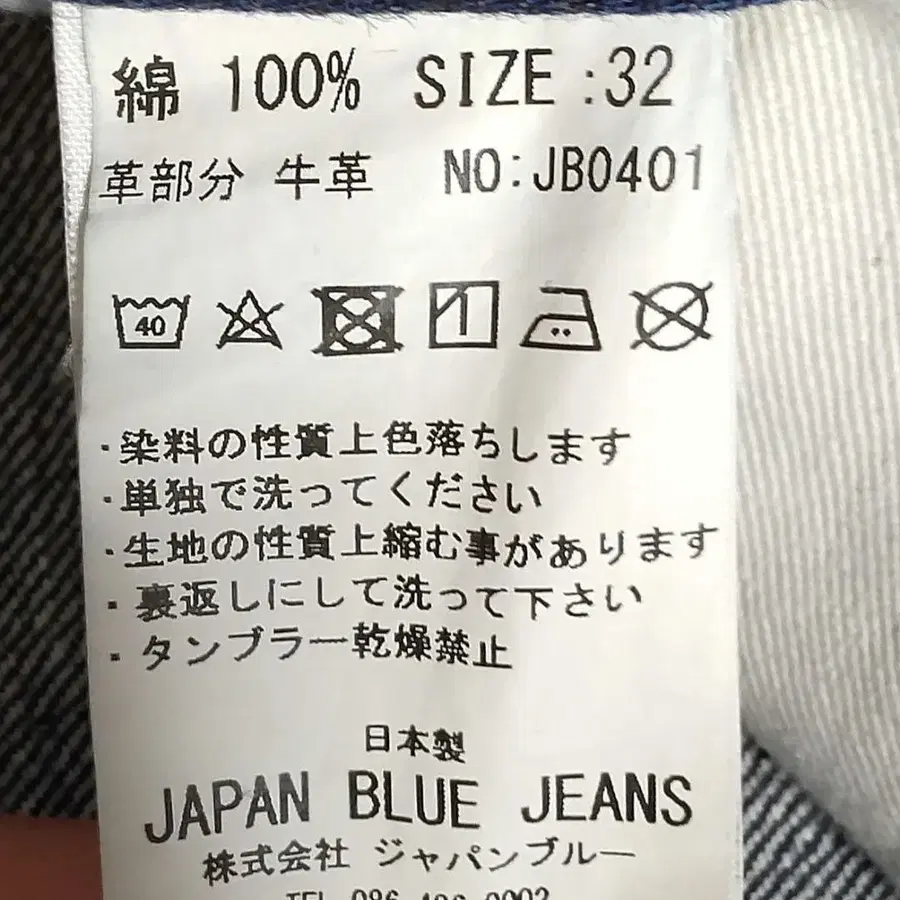 綿 100% SIZE :32
革部分 牛革 NO:JB0401
40
・染料の性質上色落ちします
・単独で洗ってください
・生地の性質上縮む事があります
・裏返しにして洗って下さい
・タンブラー乾燥禁止
日本製
JAPAN BLUE JEANS
株式会社 ジャパンブルー
TEL 086